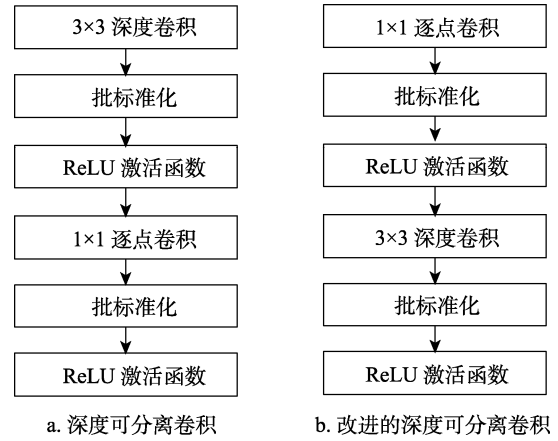 3×3 深度卷积
批标准化
ReLU 激活函数
1×1 逐点卷积
批标准化
ReLU 激活函数
a. 深度可分离卷积
1×1 逐点卷积
批标准化
ReLU 激活函数
3×3 深度卷积
批标准化
ReLU 激活函数
b. 改进的深度可分离卷积